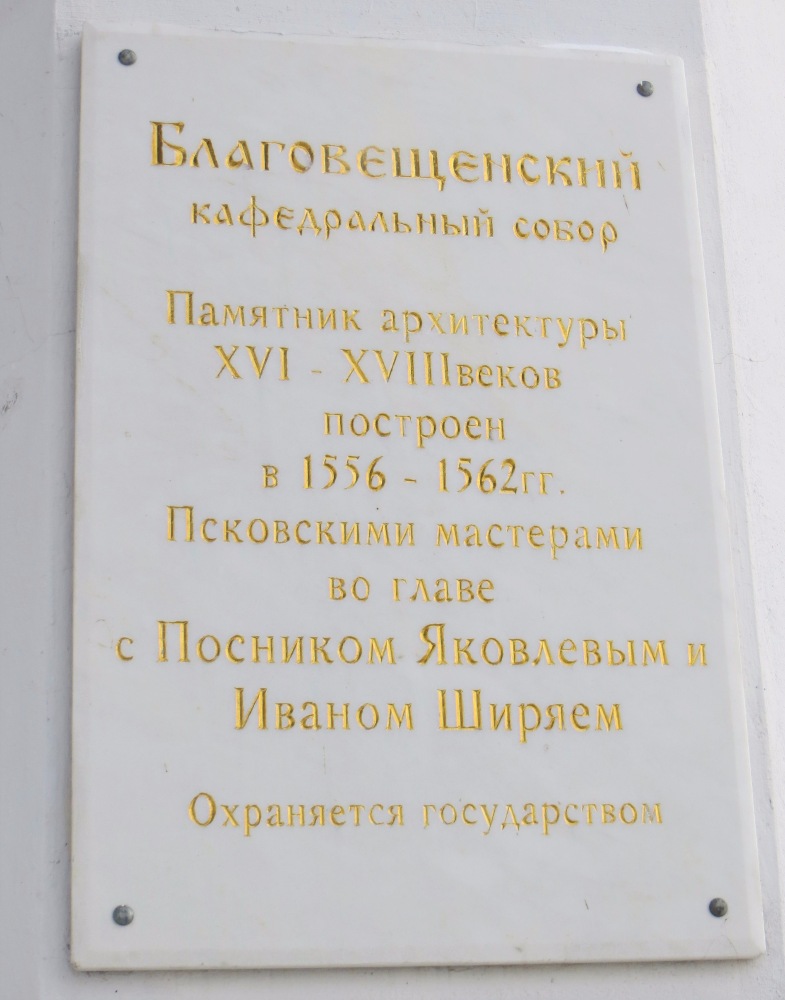 Благовещенский
кафедральный собор
Памятник архитектуры
XVI - XVIIIвеков
построен
в 1556 - 1562гг.
Псковскими мастерами
во главе
с Посником Яковлевым и
Иваном Ширяем
Охраняется государством